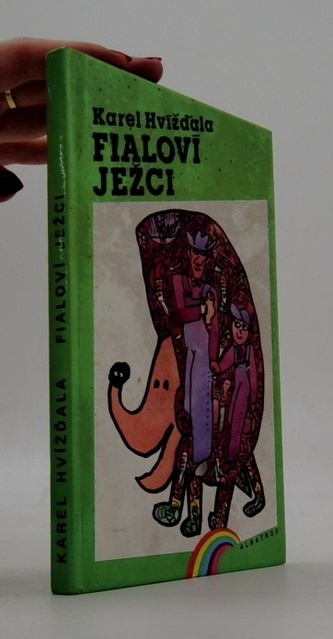 Karel Hvížďala
FIALOVÍ
JEŽCI
KAREL HVÍŽĎALA FIALOVÍ JEŽCI
ALBATROS